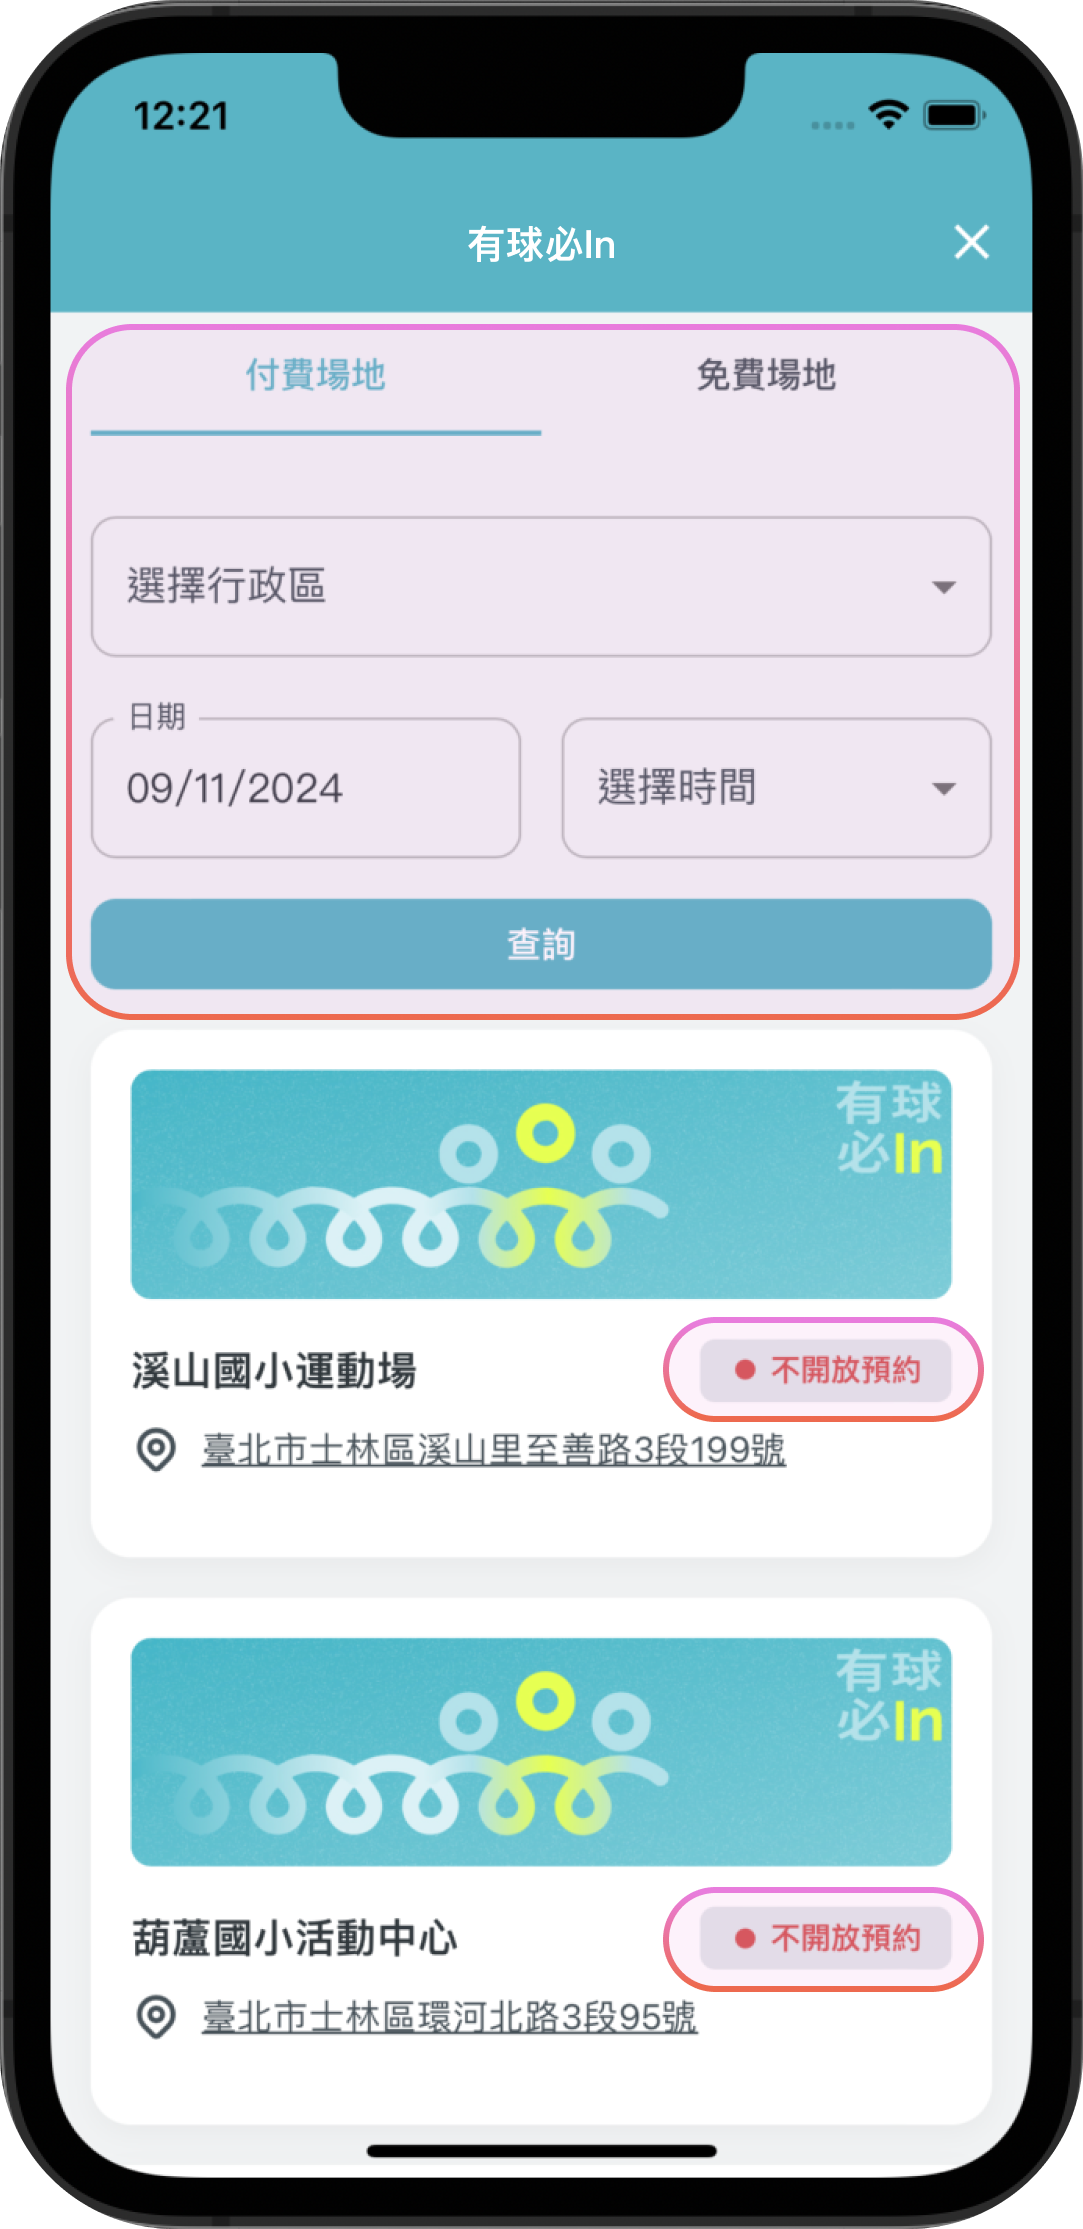 12:21
有球必In
付費場地
免費場地
選擇行政區
日期
09/11/2024
選擇時間
查詢
有球
必In
溪山國小運動場
不開放預約
臺北市士林區溪山里至善路3段199號
有球
必In
葫蘆國小活動中心
不開放預約
臺北市士林區環河北路3段95號